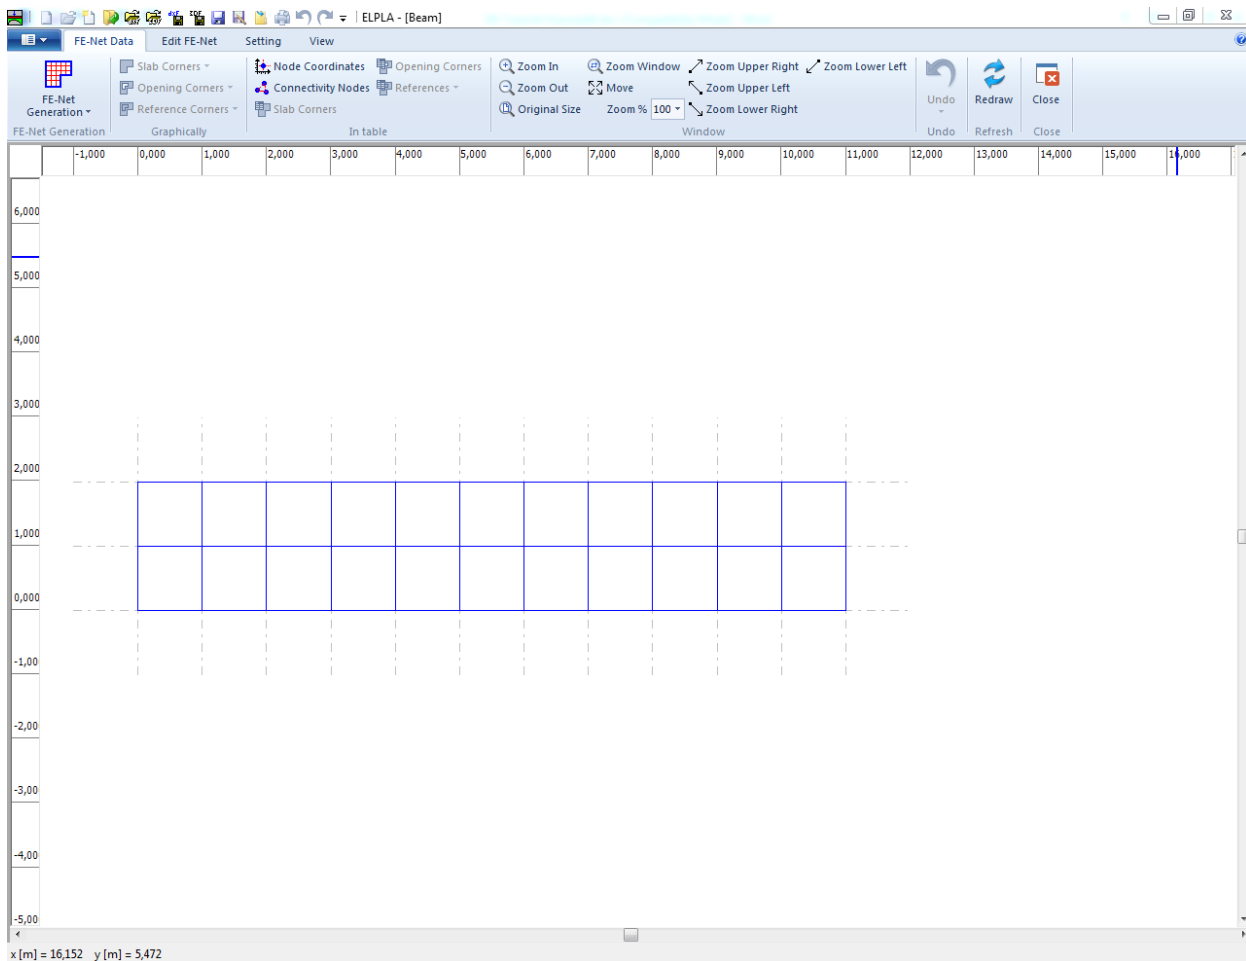 ELPLA - [Beam]
FE-Net Data Edit FE-Net Setting View
Slab Corners Node Coordinates Opening Corners Zoom In Zoom Window Zoom Upper Right Zoom Lower Left
FE-Net Generation Opening Corners Connectivity Nodes References Zoom Out Move Zoom Upper Left Undo Redraw Close
Reference Corners Slab Corners Original Size Zoom % 100 Zoom Lower Right
FE-Net Generation Graphically In table Window Undo Refresh Close
-1,000 0,000 1,000 2,000 3,000 4,000 5,000 6,000 7,000 8,000 9,000 10,000 11,000 12,000 13,000 14,000 15,000 16,000
6,000
5,000
4,000
3,000
2,000
1,000
0,000
-1,00
-2,00
-3,00
-4,00
-5,00
x [m] = 16,152 y [m] = 5,472